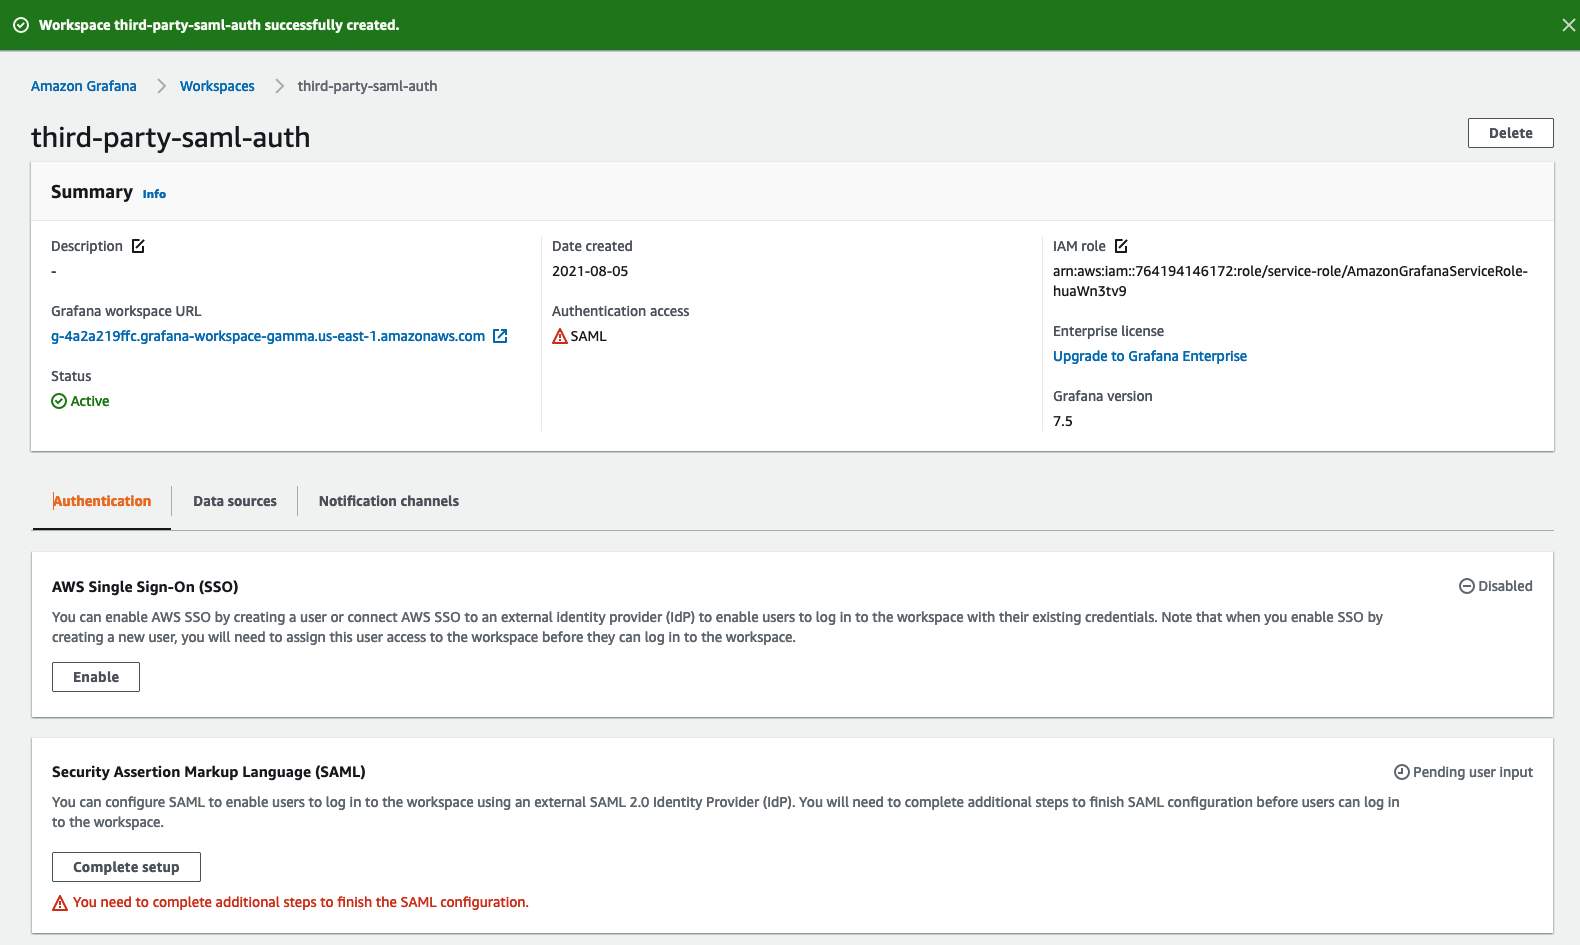 Workspace third-party-saml-auth successfully created.
Amazon Grafana
Workspaces
third-party-saml-auth
third-party-saml-auth
Delete
Summary Info
Description
-
Grafana workspace URL
g-4a2a219ffc.grafana-workspace-gamma.us-east-1.amazonaws.com
Status
Active
Date created
2021-08-05
Authentication access
SAML
IAM role
arn:aws:iam::764194146172:role/service-role/AmazonGrafanaServiceRole-
huaWn3tv9
Enterprise license
Upgrade to Grafana Enterprise
Grafana version
7.5
Authentication
Data sources
Notification channels
AWS Single Sign-On (SSO)
Disabled
You can enable AWS SSO by creating a user or connect AWS SSO to an external identity provider (IdP) to enable users to log in to the workspace with their existing credentials. Note that when you enable SSO by
creating a new user, you will need to assign this user access to the workspace before they can log in to the workspace.
Enable
Security Assertion Markup Language (SAML)
Pending user input
You can configure SAML to enable users to log in to the workspace using an external SAML 2.0 Identity Provider (IdP). You will need to complete additional steps to finish SAML configuration before users can log in
to the workspace.
Complete setup
You need to complete additional steps to finish the SAML configuration.